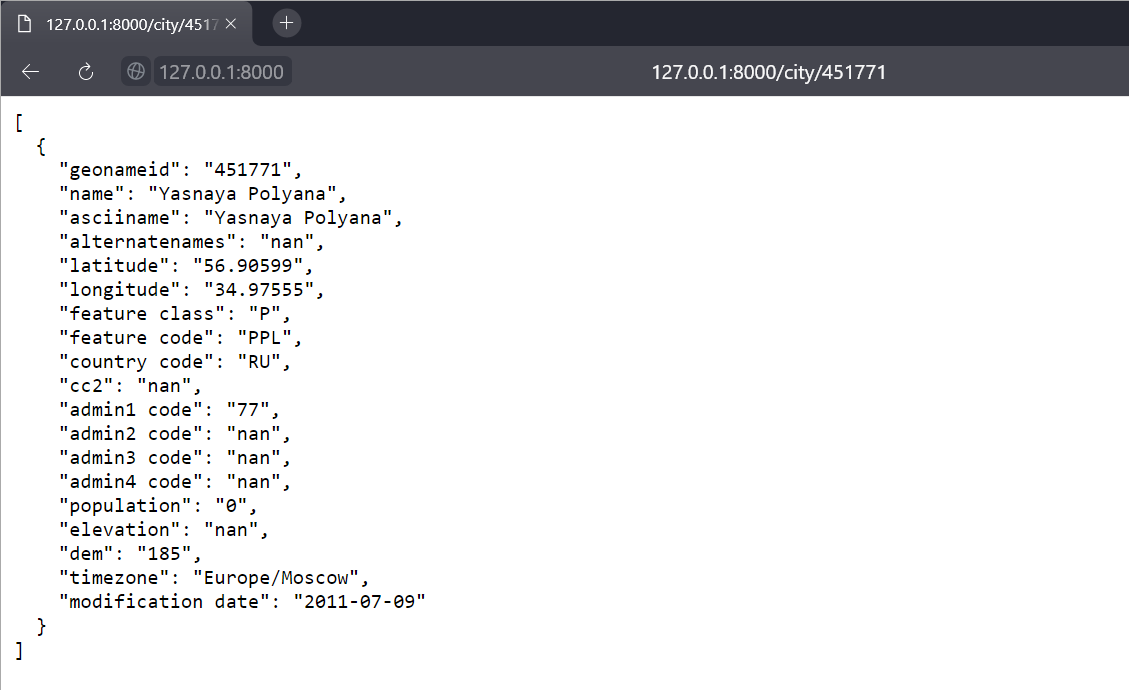 127.0.0.1:8000/city/4517
127.0.0.1:8000 127.0.0.1:8000/city/451771
[
  {
    "geonameid": "451771",
    "name": "Yasnaya Polyana",
    "asciiname": "Yasnaya Polyana",
    "alternatenames": "nan",
    "latitude": "56.90599",
    "longitude": "34.97555",
    "feature class": "P",
    "feature code": "PPL",
    "country code": "RU",
    "cc2": "nan",
    "admin1 code": "77",
    "admin2 code": "nan",
    "admin3 code": "nan",
    "admin4 code": "nan",
    "population": "0",
    "elevation": "nan",
    "dem": "185",
    "timezone": "Europe/Moscow",
    "modification date": "2011-07-09"
  }
]